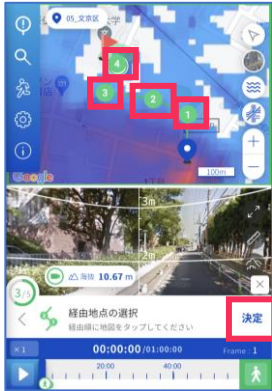 05_文京区
大学
4
3
2
1
100m
Google
3m
海抜 10.67 m
3/5
経由地点の選択
経由順に地図をタップしてください
決定
×1
00:00:00/01:00:00
Frame : 1
20:00
40:00